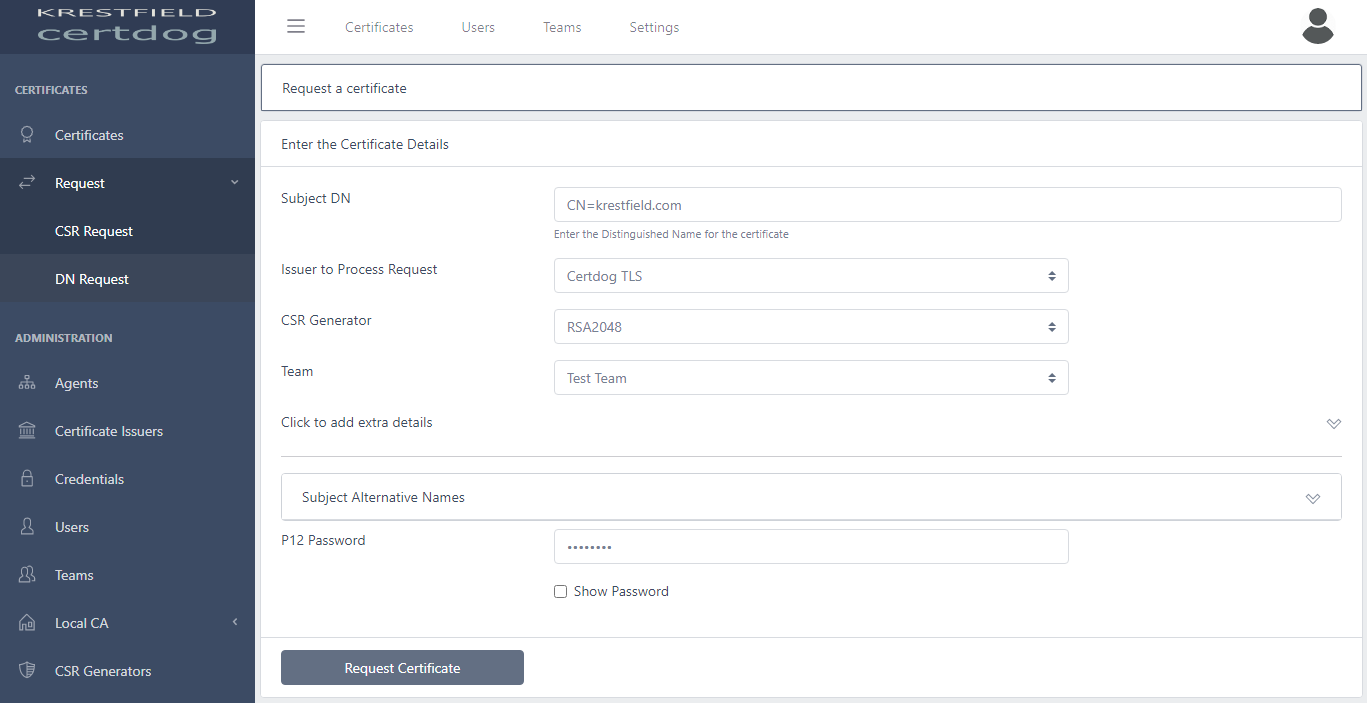 KRESTFIELD
certdog
Certificates
Users
Teams
Settings
CERTIFICATES
Certificates
Request
CSR Request
DN Request
ADMINISTRATION
Agents
Certificate Issuers
Credentials
Users
Teams
Local CA
CSR Generators
Request a certificate
Enter the Certificate Details
Subject DN
CN=krestfield.com
Enter the Distinguished Name for the certificate
Issuer to Process Request
Certdog TLS
CSR Generator
RSA2048
Team
Test Team
Click to add extra details
Subject Alternative Names
P12 Password
••••••••
Show Password
Request Certificate